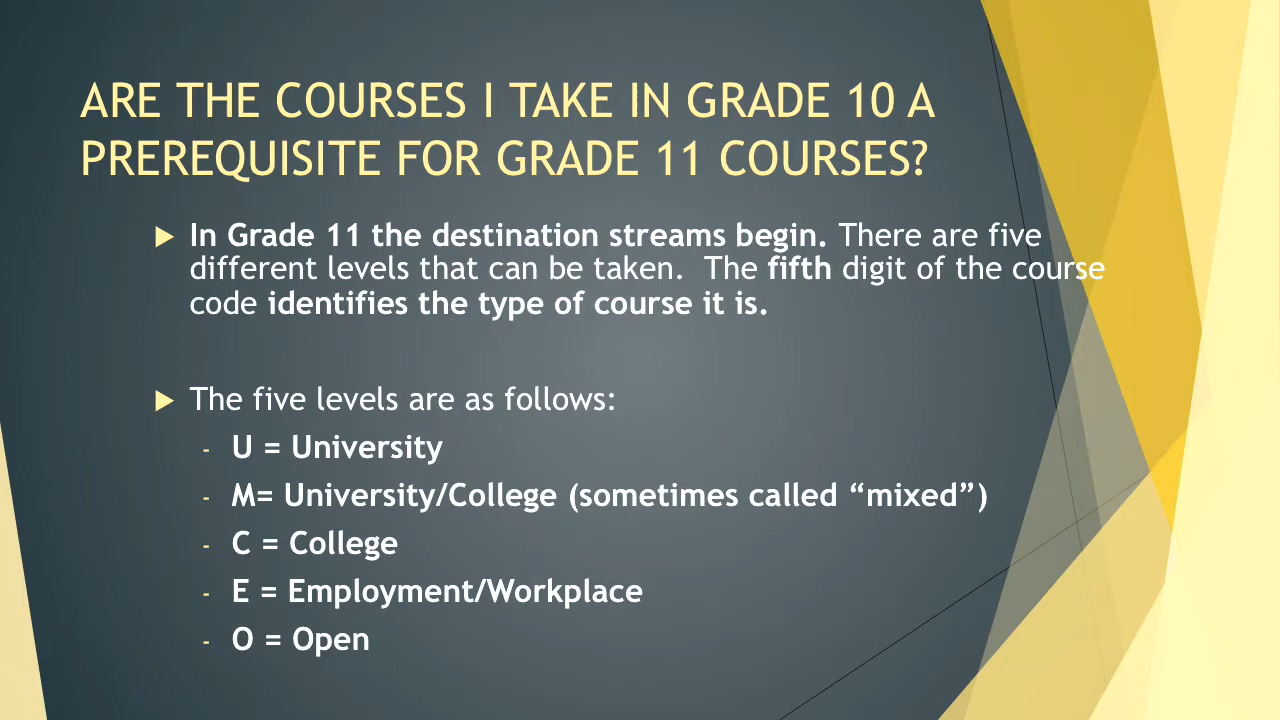 ARE THE COURSES I TAKE IN GRADE 10 A
PREREQUISITE FOR GRADE 11 COURSES?
In Grade 11 the destination streams begin. There are five
different levels that can be taken.  The fifth digit of the course
code identifies the type of course it is.
The five levels are as follows:
- U = University
- M= University/College (sometimes called “mixed”)
- C = College
- E = Employment/Workplace
- O = Open